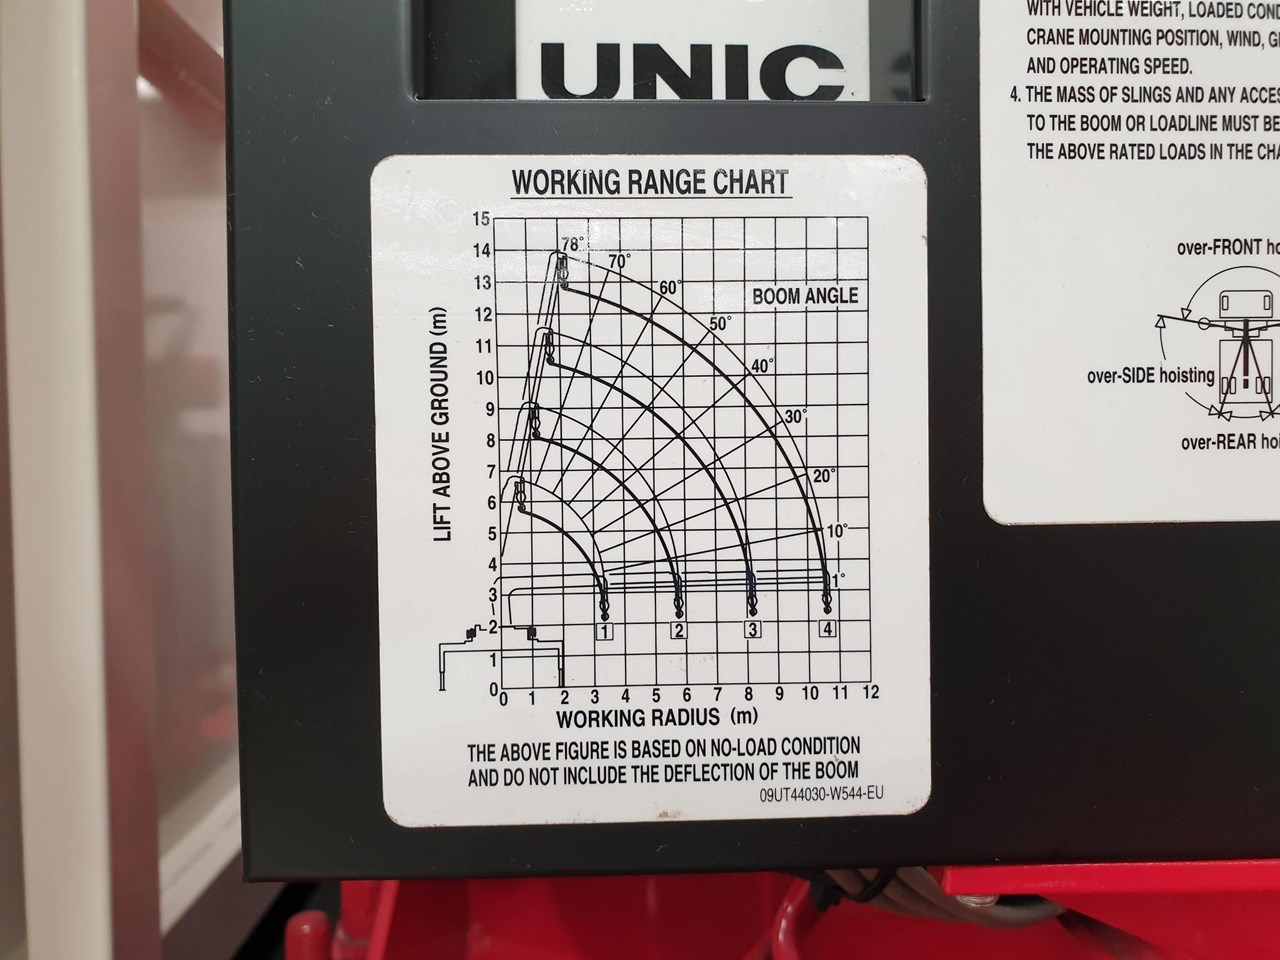 UNIC
WORKING RANGE CHART
15
14
13
12
11
10
9
8
7
6
5
4
3
2
1
0
LIFT ABOVE GROUND (m)
78°
70°
60°
50°
40°
30°
20°
10°
1°
BOOM ANGLE
1
2
3
4
0 1 2 3 4 5 6 7 8 9 10 11 12
WORKING RADIUS (m)
THE ABOVE FIGURE IS BASED ON NO-LOAD CONDITION
AND DO NOT INCLUDE THE DEFLECTION OF THE BOOM
09UT44030-W544-EU
WITH VEHICLE WEIGHT, LOADED
CRANE MOUNTING POSITION, WIND,
AND OPERATING SPEED.
4. THE MASS OF SLINGS AND ANY
TO THE BOOM OR LOADLINE MUST BE
THE ABOVE RATED LOADS IN THE
over-FRONT
over-SIDE hoisting
over-REAR